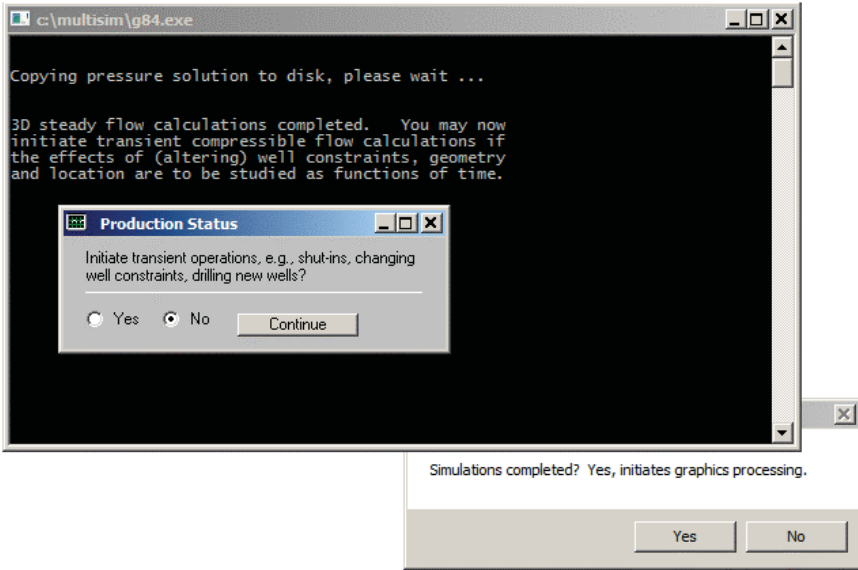 c:\multisim\g84.exe
Copying pressure solution to disk, please wait ...
3D steady flow calculations completed.   You may now
initiate transient compressible flow calculations if
the effects of (altering) well constraints, geometry
and location are to be studied as functions of time.
Production Status
Initiate transient operations, e.g., shut-ins, changing
well constraints, drilling new wells?
Yes No Continue
Simulations completed?  Yes, initiates graphics processing.
Yes No